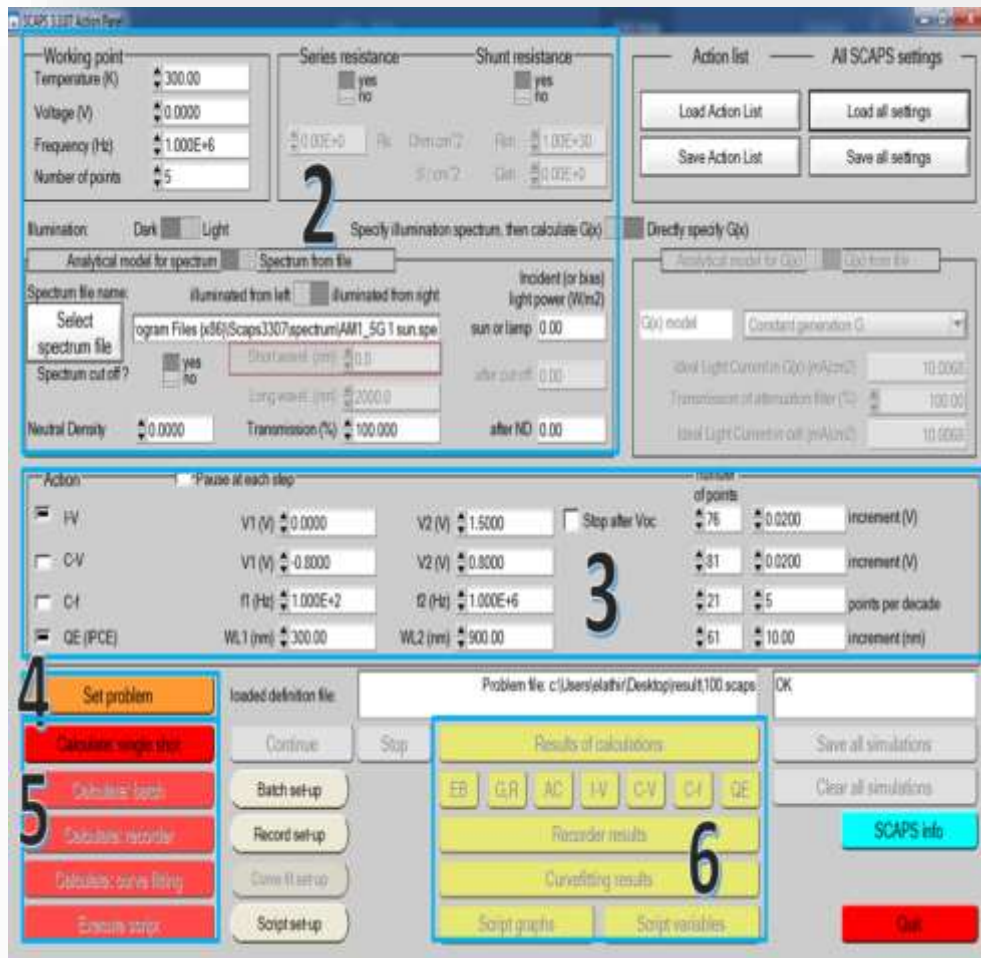 SCAPS 3.3.07 Action Panel
Working point
Temperature (K) 300.00
Voltage (V) 0.0000
Frequency (Hz) 1.000E+6
Number of points 5
Series resistance
yes
no
Shunt resistance
yes
no
0.00E+0 Rs Ohm.cm^2 Rsh 1.00E+30
S / cm^2 Gsh 0.00E+0
Action list
All SCAPS settings
Load Action List
Load all settings
Save Action List
Save all settings
2
Illumination: Dark Light
Specify illumination spectrum, then calculate G(x)
Directly specify G(x)
Analytical model for spectrum Spectrum from file
Spectrum file name:
illuminated from left illuminated from right
Incident (or bias)
light power (W/m2)
Select
spectrum file
ogram Files (x86)\Scaps3307\spectrum\AM1_5G 1 sun.spe
sun or lamp 0.00
Spectrum cut off ? yes
no
Short wavel. (nm) 0.0
Long wavel. (nm) 2000.0
after cut off 0.00
Neutral Density 0.0000
Transmission (%) 100.000
after ND 0.00
Analytical model for G(x) G(x) from file
G(x) model Constant generation G
Ideal Light Current in G(x) (mA/cm2) 10.0068
Transmission of attenuation filter (%) 100.00
Ideal Light Current in cell (mA/cm2) 10.0068
Action
Pause at each step
number
of points
I-V V1 (V) 0.0000 V2 (V) 1.5000 Stop after Voc 76 0.0200 increment (V)
C-V V1 (V) -0.8000 V2 (V) 0.8000 81 0.0200 increment (V)
C-f f1 (Hz) 1.000E+2 f2 (Hz) 1.000E+6 21 5 points per decade
QE (IPCE) WL1 (nm) 300.00 WL2 (nm) 900.00 61 10.00 increment (nm)
3
4
Set problem
loaded definition file:
Problem file: c:\Users\elathir\Desktop\result,100.scaps
OK
Calculate: single shot
Continue
Stop
Results of calculations
Save all simulations
5
Calculate: batch
Batch set-up
EB G,R AC I-V C-V C-f QE
Clear all simulations
Calculate: recorder
Record set-up
Recorder results
SCAPS info
6
Calculate: curve fitting
Curve fit set-up
Curvefitting results
Execute script
Script set-up
Script graphs
Script variables
Quit